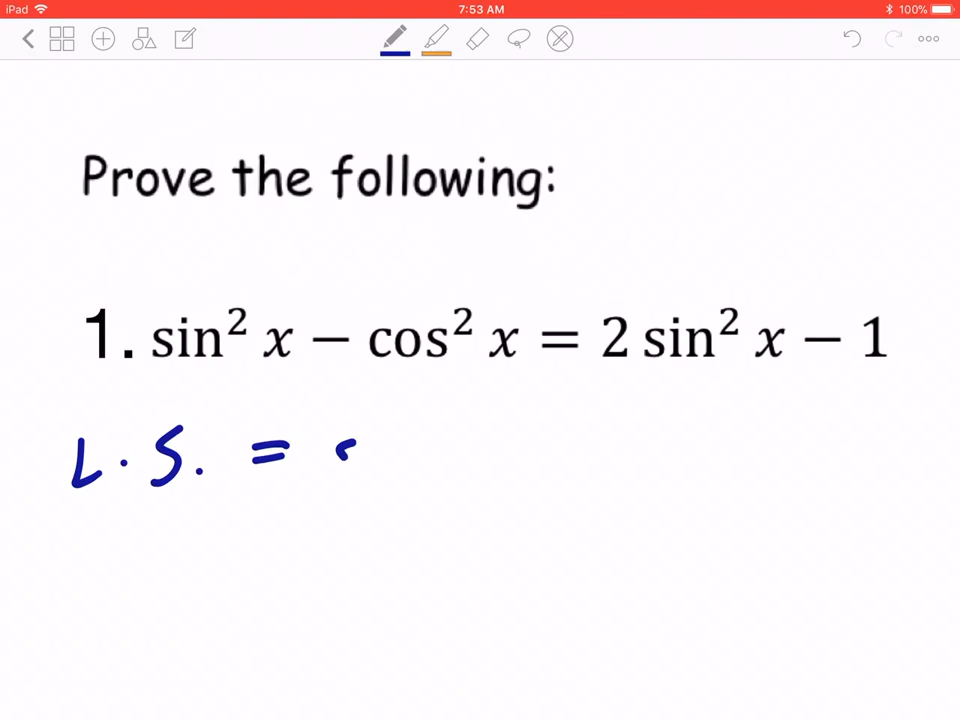 iPad 7:53 AM 100%
Prove the following:
1. sin² x − cos² x = 2 sin² x − 1
L.S. =